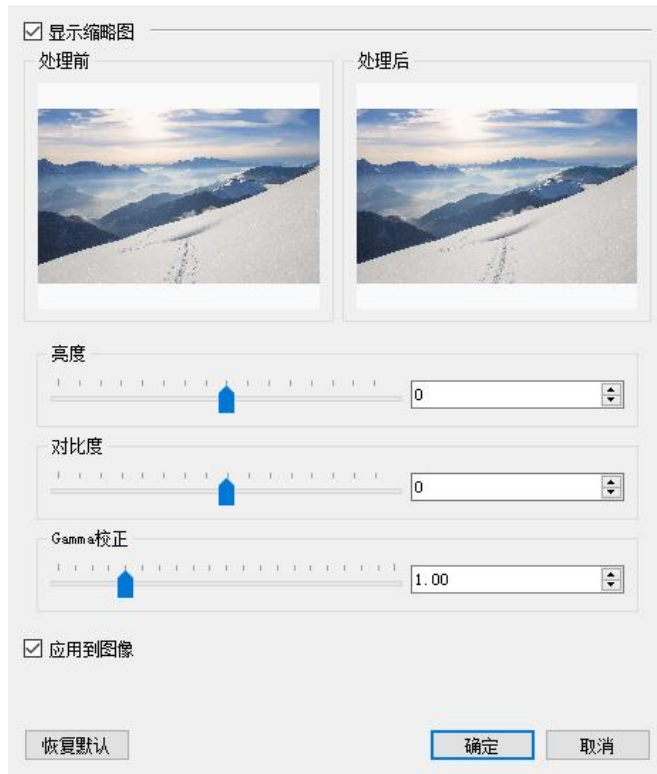 显示缩略图
处理前 处理后
亮度
0
对比度
0
Gamma校正
1.00
应用到图像
恢复默认 确定 取消